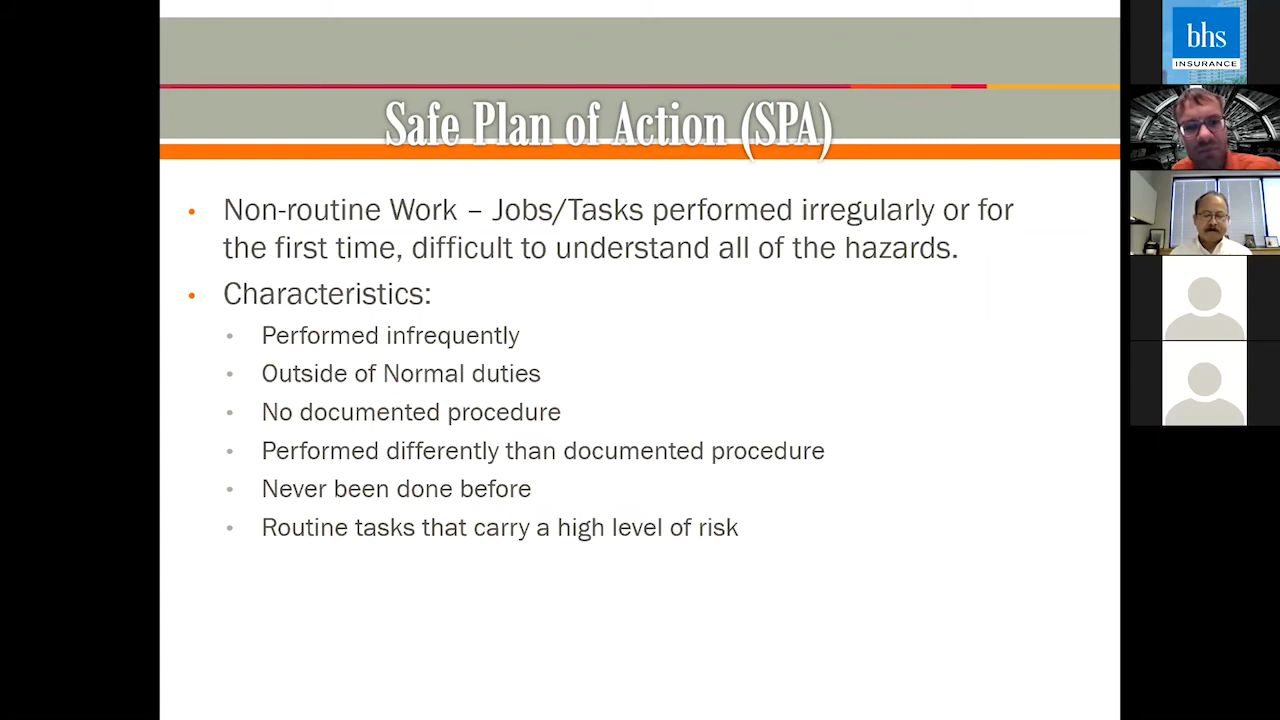 Safe Plan of Action (SPA)
• Non-routine Work – Jobs/Tasks performed irregularly or for
the first time, difficult to understand all of the hazards.
• Characteristics:
• Performed infrequently
• Outside of Normal duties
• No documented procedure
• Performed differently than documented procedure
• Never been done before
• Routine tasks that carry a high level of risk
bhs
INSURANCE